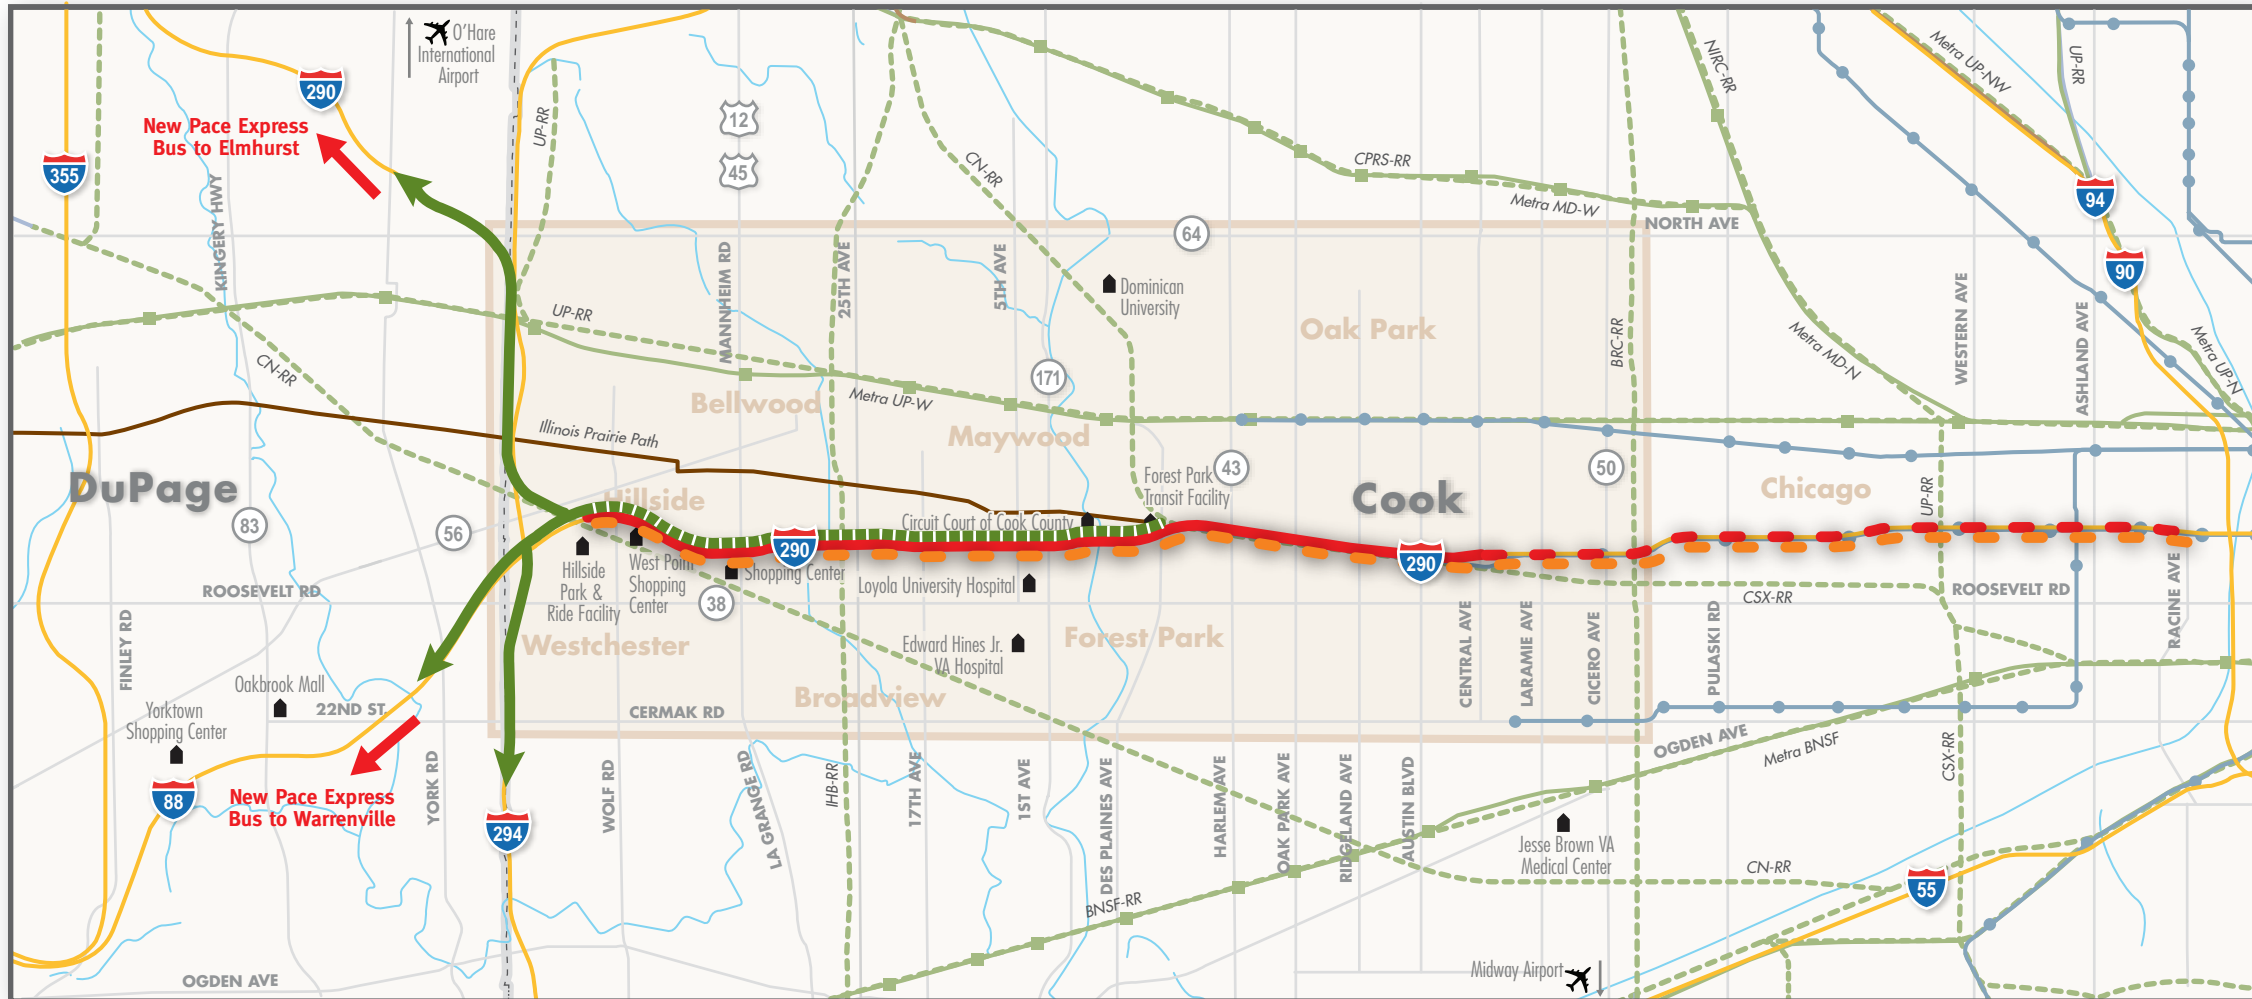 O'Hare
International
Airport
290
New Pace Express
Bus to Elmhurst
355
KINGERY HWY
UP-RR
12
45
CN-RR
CPRS-RR
Metra MD-W
NIRC-RR
Metra UP-NW
UP-RR
94
90
NORTH AVE
64
MANNHEIM RD
25TH AVE
5TH AVE
Dominican
University
Oak Park
BRC-RR
Metra MD-N
WESTERN AVE
ASHLAND AVE
Metra UP-N
UP-RR
CN-RR
Bellwood
Metra UP-W
171
Maywood
Illinois Prairie Path
DuPage
83
56
Hillside
Forest Park
Transit Facility
43
Circuit Court of Cook County
Cook
50
Chicago
UP-RR
290
290
Hillside
Park &
Ride Facility
West Point
Shopping
Center
Shopping Center
38
Loyola University Hospital
ROOSEVELT RD
CSX-RR
ROOSEVELT RD
RACINE AVE
FINLEY RD
Westchester
Edward Hines Jr.
VA Hospital
Forest Park
CENTRAL AVE
LARAMIE AVE
CICERO AVE
PULASKI RD
Oakbrook Mall
22ND ST.
Yorktown
Shopping Center
Broadview
CERMAK RD
OGDEN AVE
Metra BNSF
CSX-RR
88
New Pace Express
Bus to Warrenville
YORK RD
294
WOLF RD
LA GRANGE RD
IHB-RR
17TH AVE
1ST AVE
DES PLAINES AVE
HARLEM AVE
OAK PARK AVE
RIDGELAND AVE
AUSTIN BLVD
Jesse Brown VA
Medical Center
CN-RR
55
BNSF-RR
Midway Airport
OGDEN AVE